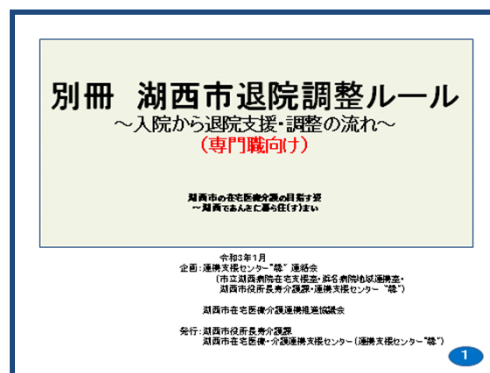 別冊 湖西市退院調整ルール
~入院から退院支援・調整の流れ~
(専門職向け)
湖西市の在宅医療介護の目指す姿
~湖西であんきに暮ら住(す)まい
令和3年1月
企画:連携支援センター“縁”連絡会
(市立湖西病院在宅支援室・浜名病院地域連携室・
湖西市役所長寿介護課・連携支援センター“縁”)
湖西市在宅医療介護連携推進協議会
発行:湖西市役所長寿介護課
湖西市在宅医療・介護連携支援センター(連携支援センター“縁”)
1